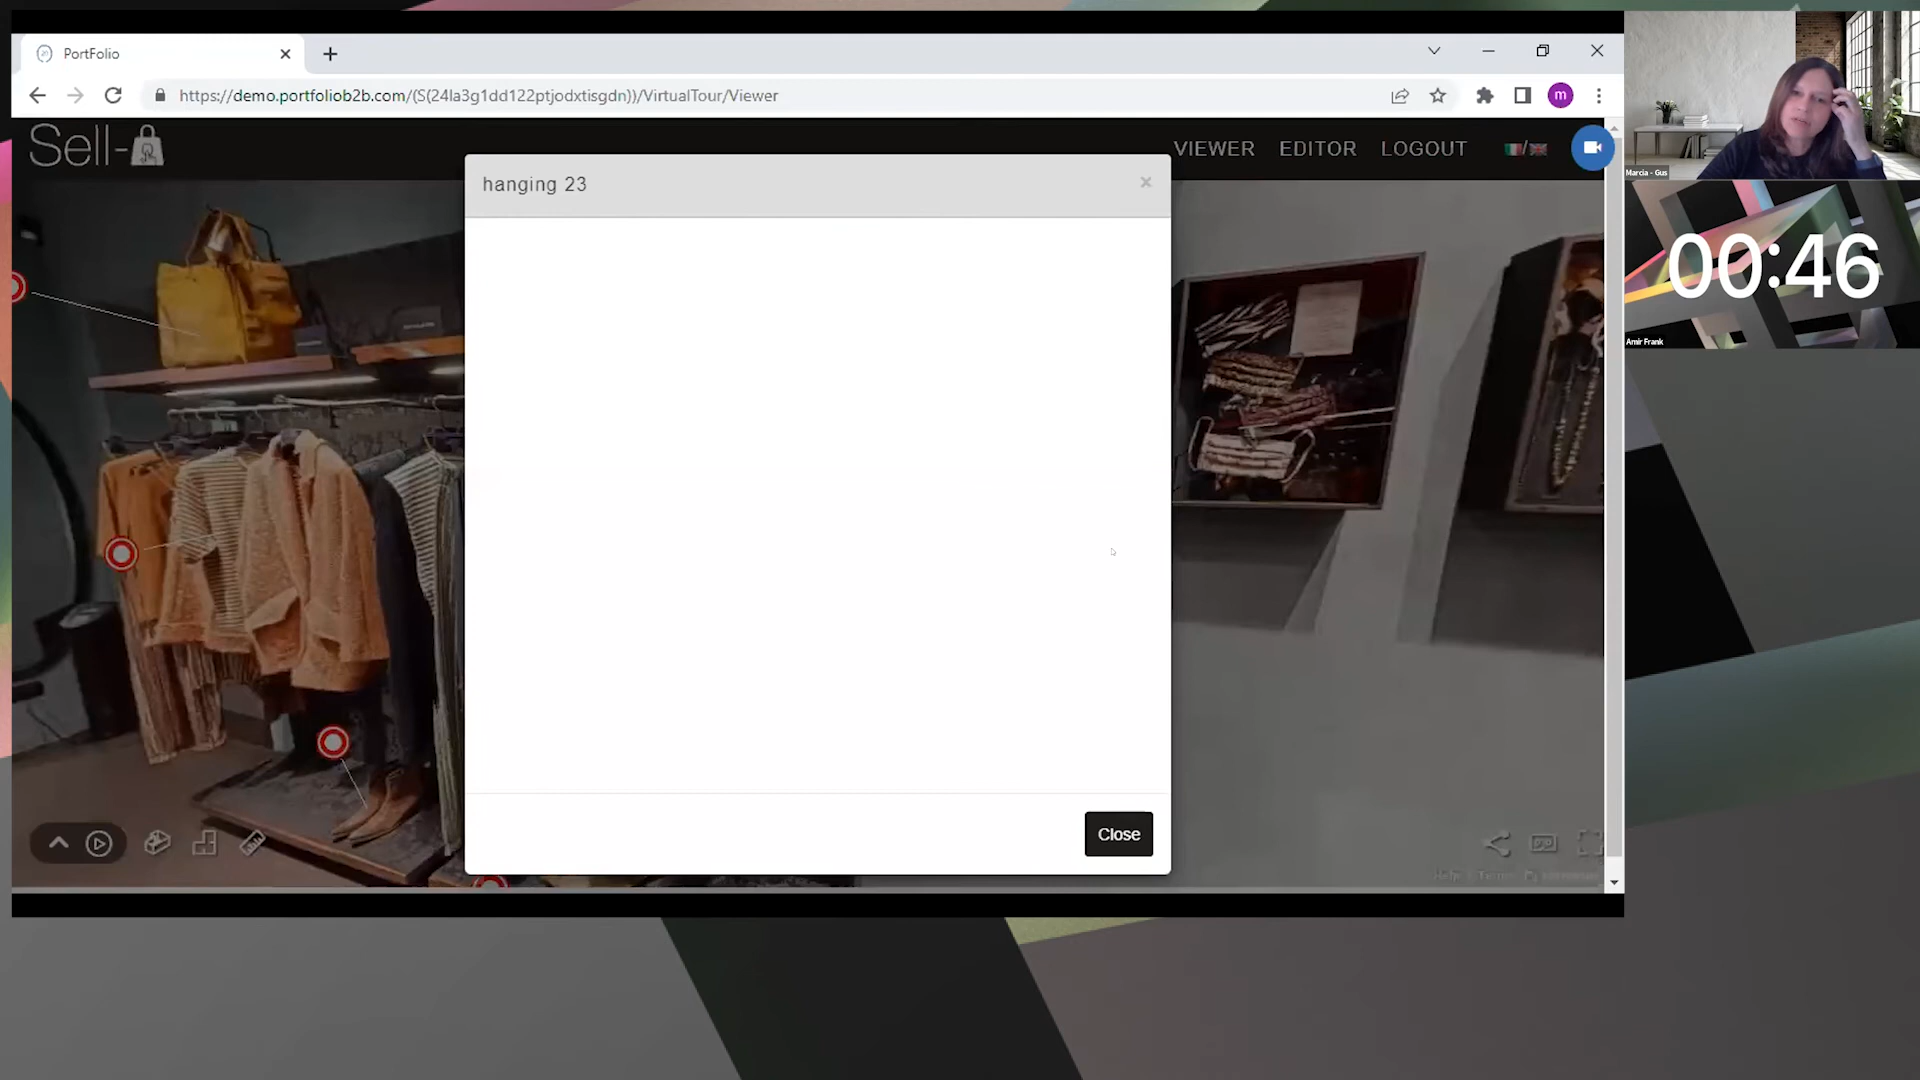 PortFolio
https://demo.portfoliob2b.com/(S(24la3g1dd122ptjodxtisgdn))/VirtualTour/Viewer
m
Sell-
VIEWER EDITOR LOGOUT
/
hanging 23
×
Close
Marcia - Gus
00:46
Amir Frank